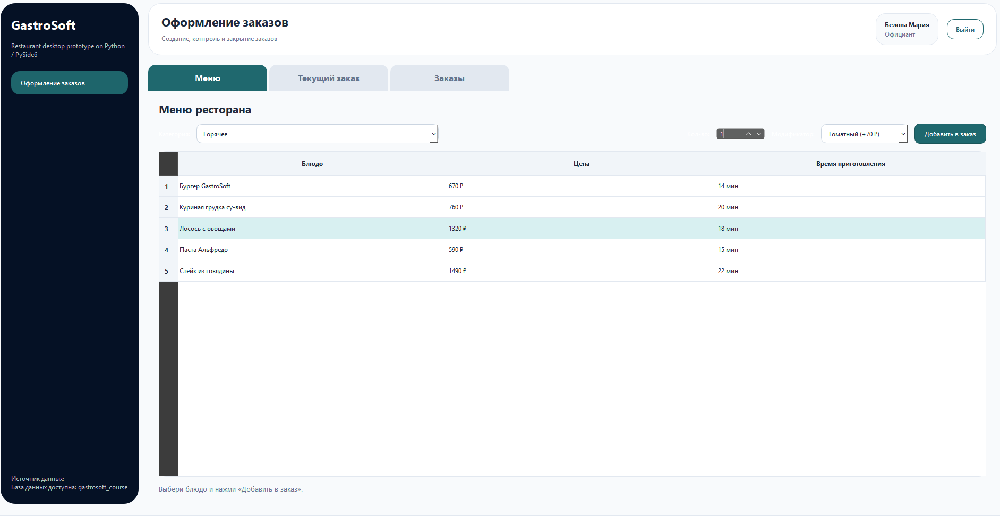 GastroSoft
Restaurant desktop prototype on Python
/ PySide6
Оформление заказов
Источник данных:
База данных доступна: gastrosoft_course
Оформление заказов
Создание, контроль и закрытие заказов
Белова Мария
Официант
Выйти
Меню
Текущий заказ
Заказы
Меню ресторана
Горячее
1
Томатный (+70 ₽)
Добавить в заказ
Блюдо Цена Время приготовления
1 Бургер GastroSoft 670 ₽ 14 мин
2 Куриная грудка су-вид 760 ₽ 20 мин
3 Лосось с овощами 1320 ₽ 18 мин
4 Паста Альфредо 590 ₽ 15 мин
5 Стейк из говядины 1490 ₽ 22 мин
Выбери блюдо и нажми «Добавить в заказ».